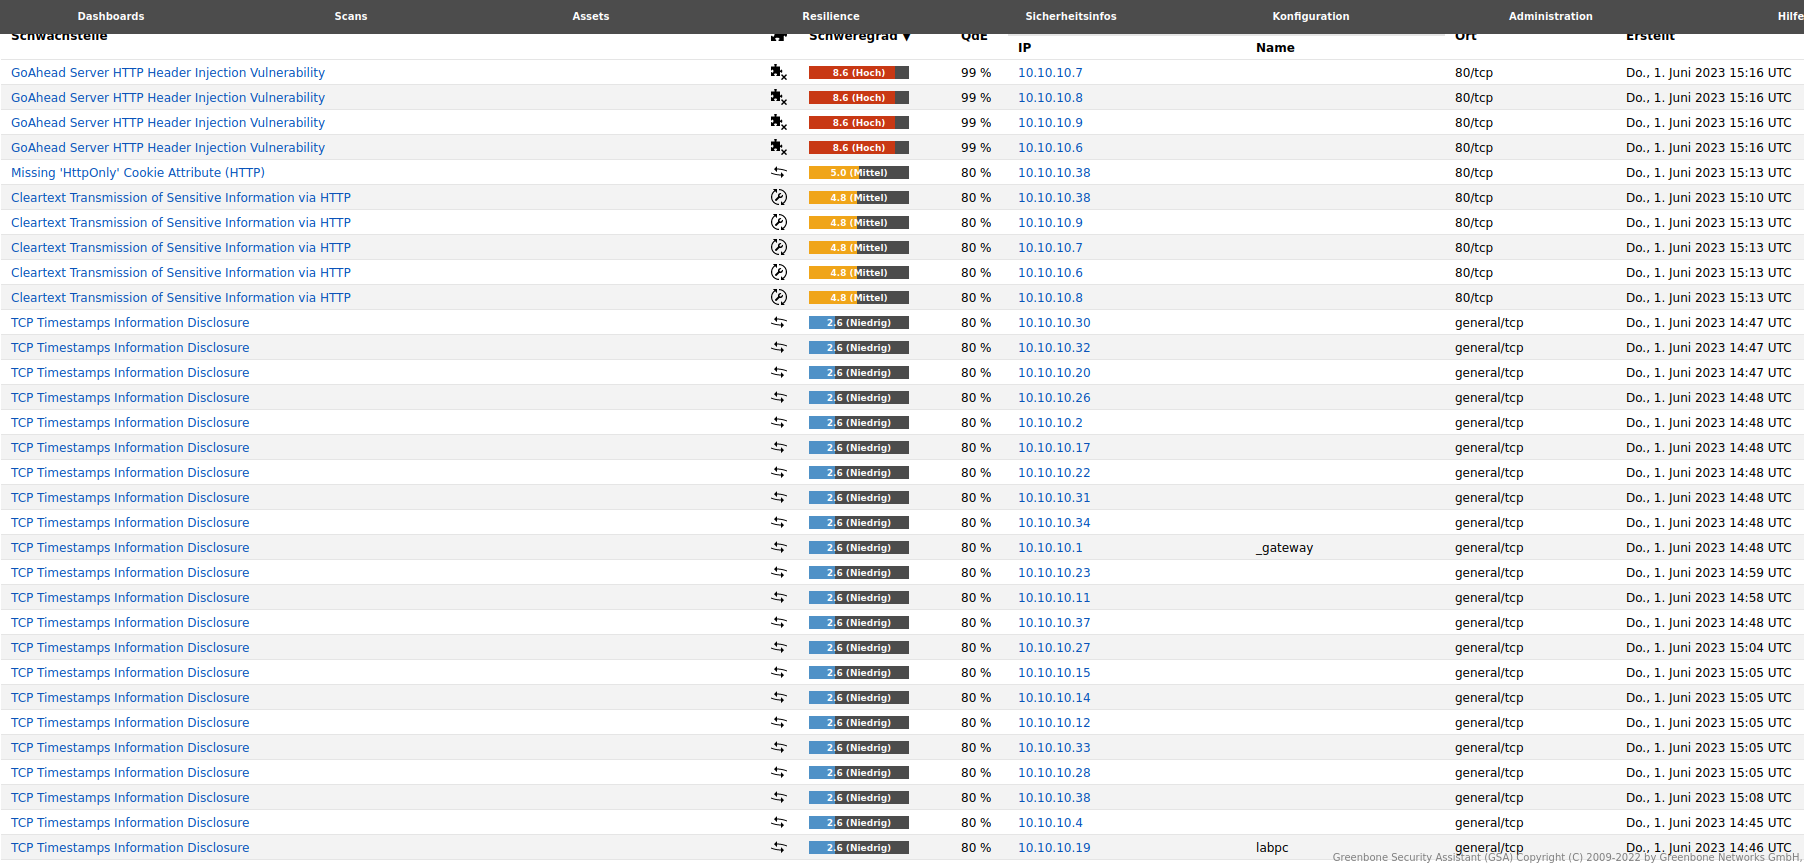 Dashboards Scans Assets Resilience Sicherheitsinfos Konfiguration Administration Hilfe
Schwachstelle Schweregrad ▼ QdE Ort Erstellt
IP Name
GoAhead Server HTTP Header Injection Vulnerability 8.6 (Hoch) 99 % 10.10.10.7 80/tcp Do., 1. Juni 2023 15:16 UTC
GoAhead Server HTTP Header Injection Vulnerability 8.6 (Hoch) 99 % 10.10.10.8 80/tcp Do., 1. Juni 2023 15:16 UTC
GoAhead Server HTTP Header Injection Vulnerability 8.6 (Hoch) 99 % 10.10.10.9 80/tcp Do., 1. Juni 2023 15:16 UTC
GoAhead Server HTTP Header Injection Vulnerability 8.6 (Hoch) 99 % 10.10.10.6 80/tcp Do., 1. Juni 2023 15:16 UTC
Missing 'HttpOnly' Cookie Attribute (HTTP) 5.0 (Mittel) 80 % 10.10.10.38 80/tcp Do., 1. Juni 2023 15:13 UTC
Cleartext Transmission of Sensitive Information via HTTP 4.8 (Mittel) 80 % 10.10.10.38 80/tcp Do., 1. Juni 2023 15:10 UTC
Cleartext Transmission of Sensitive Information via HTTP 4.8 (Mittel) 80 % 10.10.10.9 80/tcp Do., 1. Juni 2023 15:13 UTC
Cleartext Transmission of Sensitive Information via HTTP 4.8 (Mittel) 80 % 10.10.10.7 80/tcp Do., 1. Juni 2023 15:13 UTC
Cleartext Transmission of Sensitive Information via HTTP 4.8 (Mittel) 80 % 10.10.10.6 80/tcp Do., 1. Juni 2023 15:13 UTC
Cleartext Transmission of Sensitive Information via HTTP 4.8 (Mittel) 80 % 10.10.10.8 80/tcp Do., 1. Juni 2023 15:13 UTC
TCP Timestamps Information Disclosure 2.6 (Niedrig) 80 % 10.10.10.30 general/tcp Do., 1. Juni 2023 14:47 UTC
TCP Timestamps Information Disclosure 2.6 (Niedrig) 80 % 10.10.10.32 general/tcp Do., 1. Juni 2023 14:47 UTC
TCP Timestamps Information Disclosure 2.6 (Niedrig) 80 % 10.10.10.20 general/tcp Do., 1. Juni 2023 14:47 UTC
TCP Timestamps Information Disclosure 2.6 (Niedrig) 80 % 10.10.10.26 general/tcp Do., 1. Juni 2023 14:48 UTC
TCP Timestamps Information Disclosure 2.6 (Niedrig) 80 % 10.10.10.2 general/tcp Do., 1. Juni 2023 14:48 UTC
TCP Timestamps Information Disclosure 2.6 (Niedrig) 80 % 10.10.10.17 general/tcp Do., 1. Juni 2023 14:48 UTC
TCP Timestamps Information Disclosure 2.6 (Niedrig) 80 % 10.10.10.22 general/tcp Do., 1. Juni 2023 14:48 UTC
TCP Timestamps Information Disclosure 2.6 (Niedrig) 80 % 10.10.10.31 general/tcp Do., 1. Juni 2023 14:48 UTC
TCP Timestamps Information Disclosure 2.6 (Niedrig) 80 % 10.10.10.34 general/tcp Do., 1. Juni 2023 14:48 UTC
TCP Timestamps Information Disclosure 2.6 (Niedrig) 80 % 10.10.10.1 _gateway general/tcp Do., 1. Juni 2023 14:48 UTC
TCP Timestamps Information Disclosure 2.6 (Niedrig) 80 % 10.10.10.23 general/tcp Do., 1. Juni 2023 14:59 UTC
TCP Timestamps Information Disclosure 2.6 (Niedrig) 80 % 10.10.10.11 general/tcp Do., 1. Juni 2023 14:58 UTC
TCP Timestamps Information Disclosure 2.6 (Niedrig) 80 % 10.10.10.37 general/tcp Do., 1. Juni 2023 14:48 UTC
TCP Timestamps Information Disclosure 2.6 (Niedrig) 80 % 10.10.10.27 general/tcp Do., 1. Juni 2023 15:04 UTC
TCP Timestamps Information Disclosure 2.6 (Niedrig) 80 % 10.10.10.15 general/tcp Do., 1. Juni 2023 15:05 UTC
TCP Timestamps Information Disclosure 2.6 (Niedrig) 80 % 10.10.10.14 general/tcp Do., 1. Juni 2023 15:05 UTC
TCP Timestamps Information Disclosure 2.6 (Niedrig) 80 % 10.10.10.12 general/tcp Do., 1. Juni 2023 15:05 UTC
TCP Timestamps Information Disclosure 2.6 (Niedrig) 80 % 10.10.10.33 general/tcp Do., 1. Juni 2023 15:05 UTC
TCP Timestamps Information Disclosure 2.6 (Niedrig) 80 % 10.10.10.28 general/tcp Do., 1. Juni 2023 15:05 UTC
TCP Timestamps Information Disclosure 2.6 (Niedrig) 80 % 10.10.10.38 general/tcp Do., 1. Juni 2023 15:08 UTC
TCP Timestamps Information Disclosure 2.6 (Niedrig) 80 % 10.10.10.4 general/tcp Do., 1. Juni 2023 14:45 UTC
TCP Timestamps Information Disclosure 2.6 (Niedrig) 80 % 10.10.10.19 labpc general/tcp Do., 1. Juni 2023 14:46 UTC
Greenbone Security Assistant (GSA) Copyright (C) 2009-2022 by Greenbone Networks GmbH,